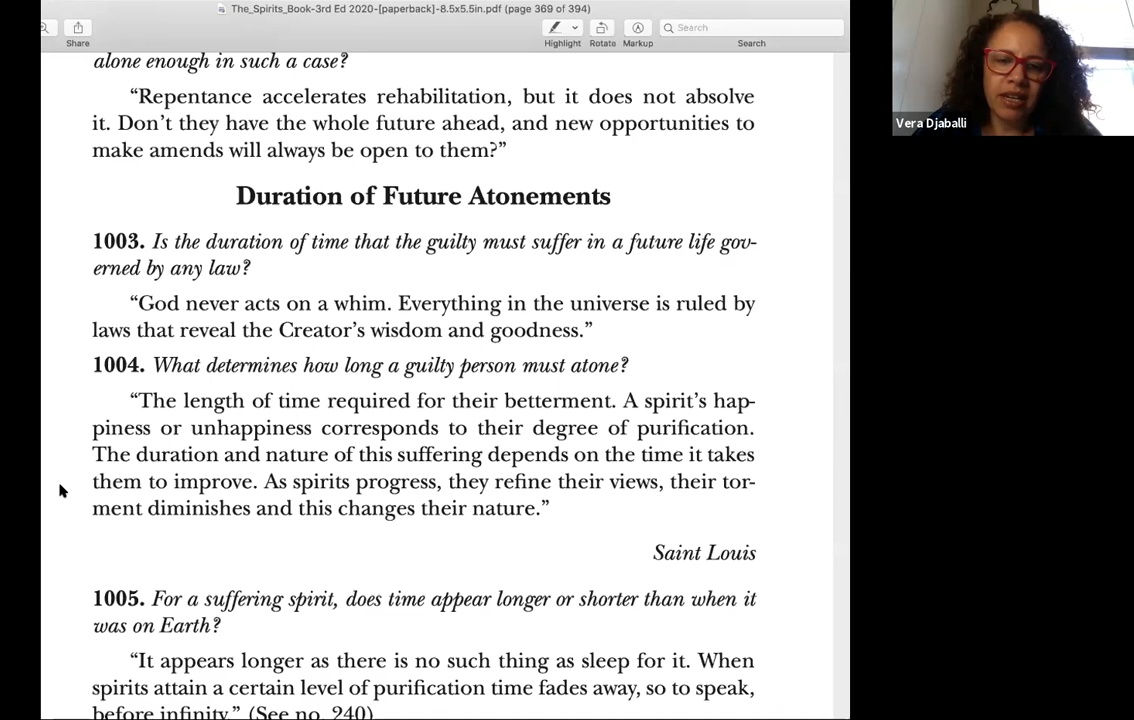 The_Spirits_Book-3rd Ed 2020-[paperback]-8.5x5.5in.pdf (page 369 of 394)
Share
Highlight
Rotate
Markup
Search
Search
Vera Djaballi
alone enough in such a case?
“Repentance accelerates rehabilitation, but it does not absolve
it. Don’t they have the whole future ahead, and new opportunities to
make amends will always be open to them?”
Duration of Future Atonements
1003. Is the duration of time that the guilty must suffer in a future life gov-
erned by any law?
“God never acts on a whim. Everything in the universe is ruled by
laws that reveal the Creator’s wisdom and goodness.”
1004. What determines how long a guilty person must atone?
“The length of time required for their betterment. A spirit’s hap-
piness or unhappiness corresponds to their degree of purification.
The duration and nature of this suffering depends on the time it takes
them to improve. As spirits progress, they refine their views, their tor-
ment diminishes and this changes their nature.”
Saint Louis
1005. For a suffering spirit, does time appear longer or shorter than when it
was on Earth?
“It appears longer as there is no such thing as sleep for it. When
spirits attain a certain level of purification time fades away, so to speak,
before infinity.” (See no. 240)